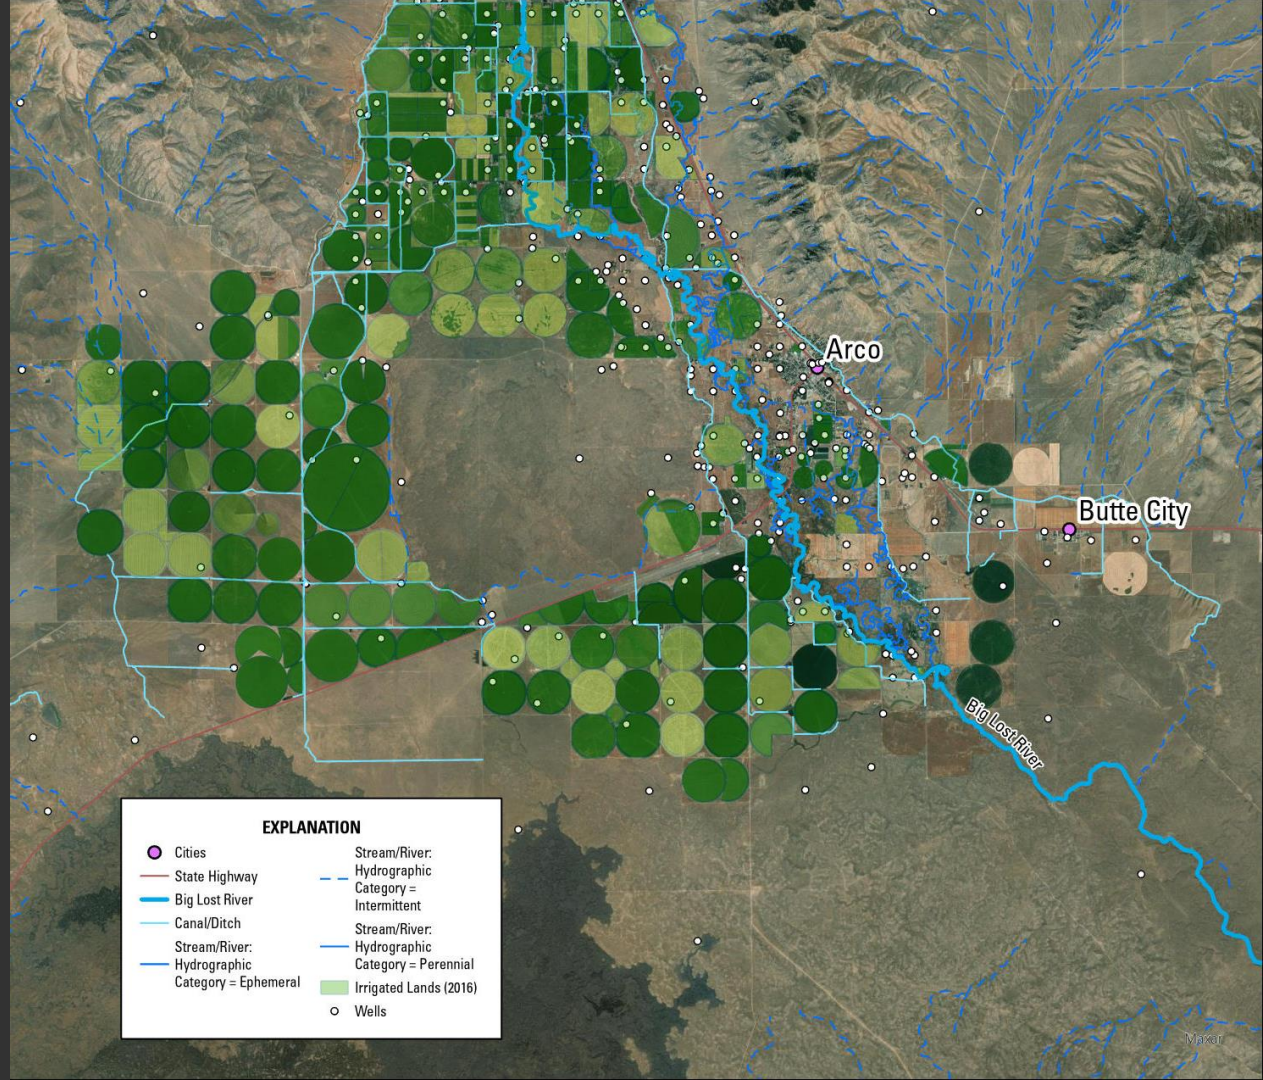 Arco
Butte City
Big Lost River
EXPLANATION
Cities
State Highway
Big Lost River
Canal/Ditch
Stream/River:
Hydrographic
Category = Ephemeral
Stream/River:
Hydrographic
Category =
Intermittent
Stream/River:
Hydrographic
Category = Perennial
Irrigated Lands (2016)
Wells
Maxar